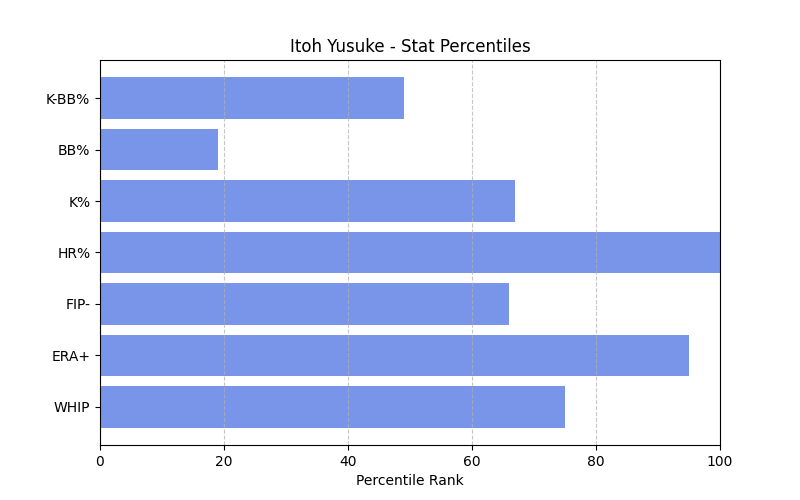 Itoh Yusuke - Stat Percentiles
K-BB%
BB%
K%
HR%
FIP-
ERA+
WHIP
0 20 40 60 80 100
Percentile Rank